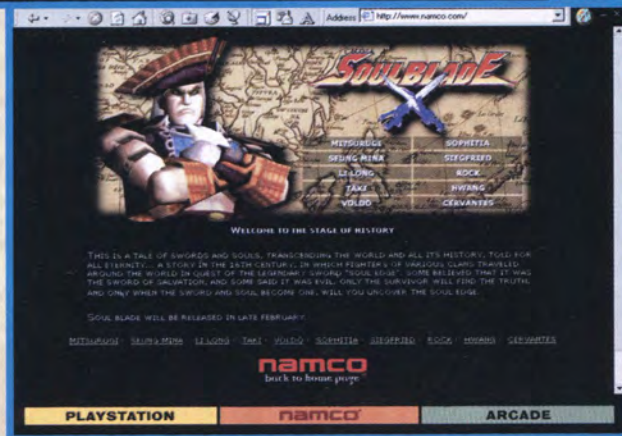 Address http://www.namco.com/
SOULBLADE
MITSURUGI SOPHITIA
SEUNG MINA SIEGFRIED
LI LONG ROCK
TAKI HWANG
VOLDO CERVANTES
WELCOME TO THE STAGE OF HISTORY
THIS IS A TALE OF SWORDS AND SOULS, TRANSCENDING THE WORLD AND ALL ITS HISTORY, TOLD FOR
ALL ETERNITY... A STORY IN THE 16TH CENTURY, IN WHICH FIGHTERS OF VARIOUS CLANS TRAVELED
AROUND THE WORLD IN QUEST OF THE LEGENDARY SWORD "SOUL EDGE". SOME BELIEVED THAT IT WAS
THE SWORD OF SALVATION, AND SOME SAID IT WAS EVIL. ONLY THE SURVIVOR WILL FIND THE TRUTH,
AND ONLY WHEN THE SWORD AND SOUL BECOME ONE, WILL YOU UNCOVER THE SOUL EDGE.
SOUL BLADE WILL BE RELEASED IN LATE FEBRUARY.
MITSURUGI · SEUNG MINA · LI LONG · TAKI · VOLDO · SOPHITIA · SIEGFRIED · ROCK · HWANG · CERVANTES
namco
back to home page
PLAYSTATION namco ARCADE